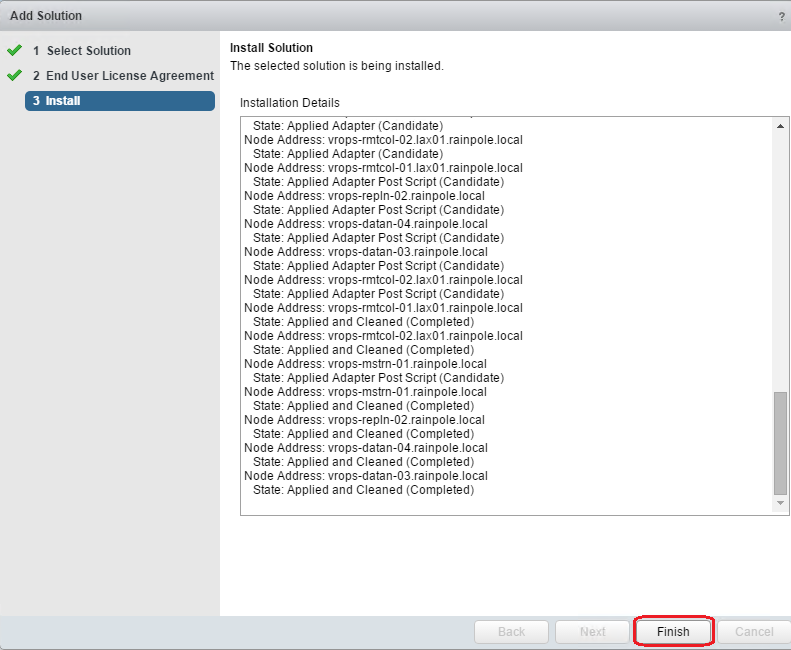 Add Solution
?
1 Select Solution
2 End User License Agreement
3 Install
Install Solution
The selected solution is being installed.
Installation Details
State: Applied Adapter (Candidate)
Node Address: vrops-rmtcol-02.lax01.rainpole.local
State: Applied Adapter (Candidate)
Node Address: vrops-rmtcol-01.lax01.rainpole.local
State: Applied Adapter Post Script (Candidate)
Node Address: vrops-repln-02.rainpole.local
State: Applied Adapter Post Script (Candidate)
Node Address: vrops-datan-04.rainpole.local
State: Applied Adapter Post Script (Candidate)
Node Address: vrops-datan-03.rainpole.local
State: Applied Adapter Post Script (Candidate)
Node Address: vrops-rmtcol-02.lax01.rainpole.local
State: Applied Adapter Post Script (Candidate)
Node Address: vrops-rmtcol-01.lax01.rainpole.local
State: Applied and Cleaned (Completed)
Node Address: vrops-rmtcol-02.lax01.rainpole.local
State: Applied and Cleaned (Completed)
Node Address: vrops-mstrn-01.rainpole.local
State: Applied Adapter Post Script (Candidate)
Node Address: vrops-mstrn-01.rainpole.local
State: Applied and Cleaned (Completed)
Node Address: vrops-repln-02.rainpole.local
State: Applied and Cleaned (Completed)
Node Address: vrops-datan-04.rainpole.local
State: Applied and Cleaned (Completed)
Node Address: vrops-datan-03.rainpole.local
State: Applied and Cleaned (Completed)
Back
Next
Finish
Cancel